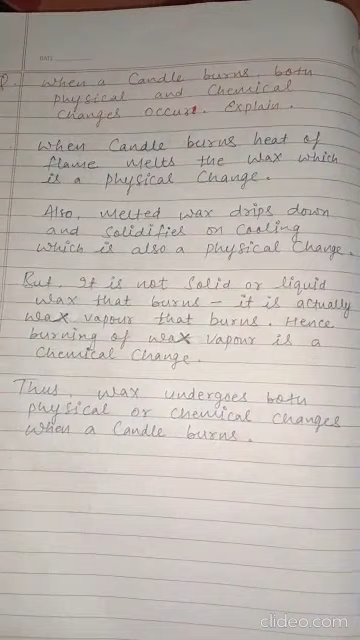 DATE
Q. When a Candle burns both
physical and Chemical
Changes occurs. Explain.
When Candle burns heat of
flame melts the wax which
is a physical Change.
Also, melted wax drips down
and solidifies on Cooling
which is also a physical Change.
But, It is not solid or liquid
wax that burns – it is actually
wax vapour that burns. Hence
burning of wax vapour is a
Chemical Change.
Thus, wax undergoes both
physical or chemical changes
when a Candle burns.
clideo.com